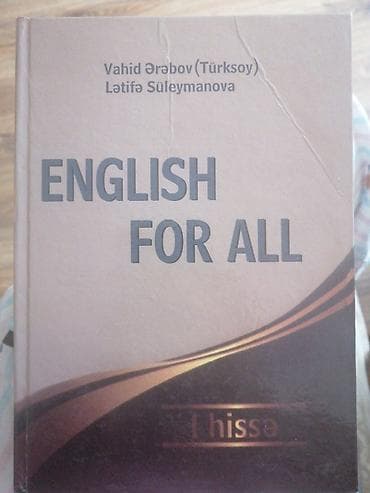 Vahid Ərəbov (Türksoy)
Lətifə Süleymanova
ENGLISH
FOR ALL
I hissə